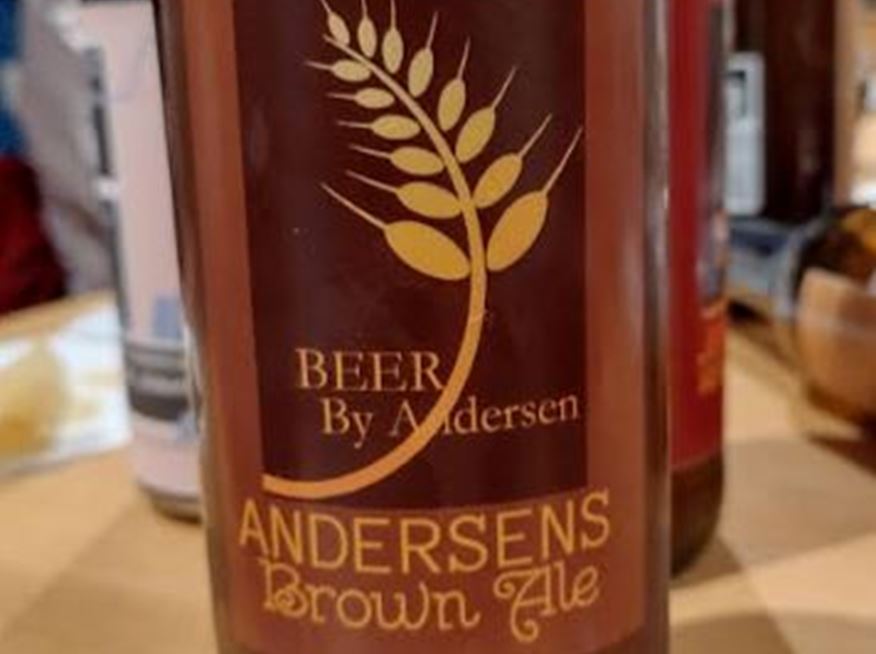 BEER
By Andersen
ANDERSENS
Brown Ale